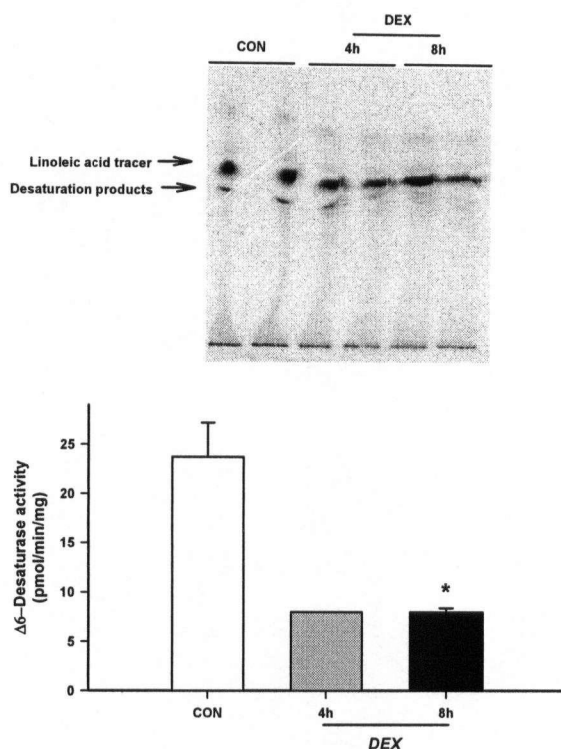 DEX
CON 4h 8h
Linoleic acid tracer
Desaturation products
Δ6–Desaturase activity
(pmol/min/mg)
25
20
15
10
5
0
*
CON 4h 8h
DEX